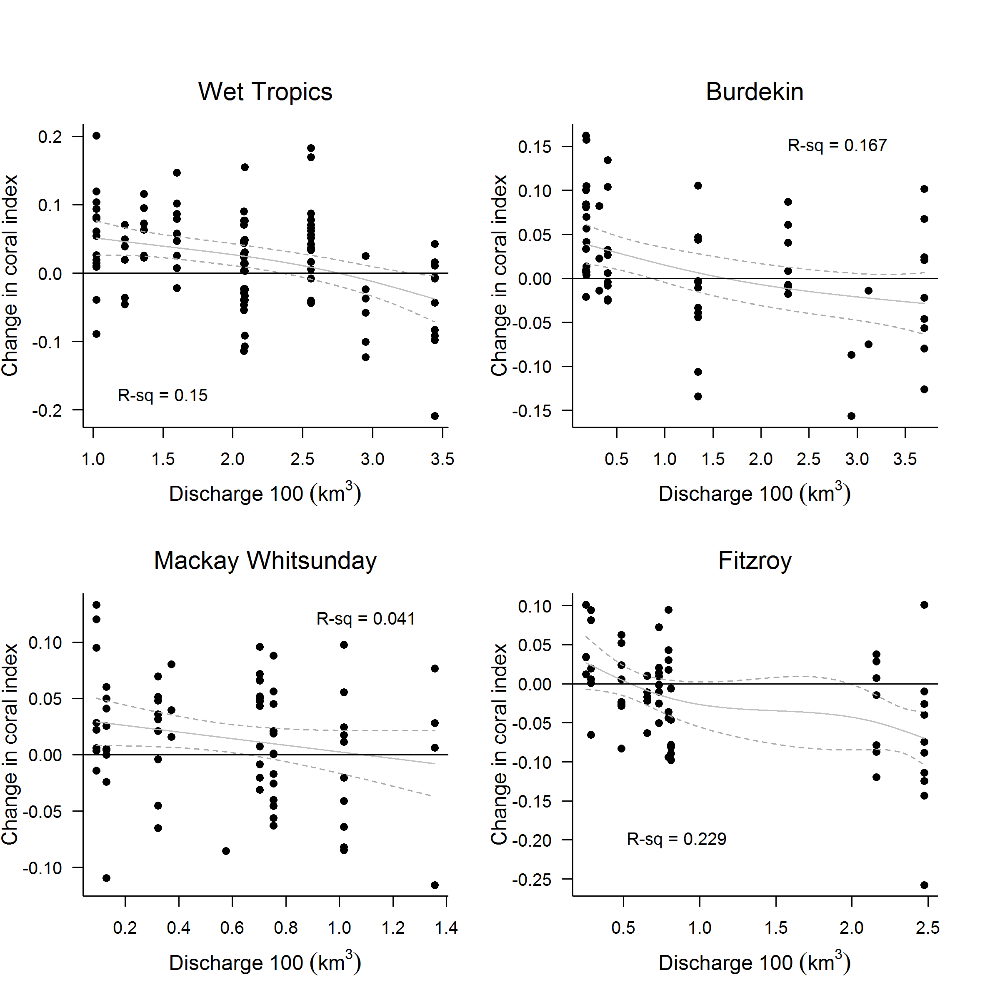 Wet Tropics
Change in coral index
0.2
0.1
0.0
-0.1
-0.2
R-sq = 0.15
1.0 1.5 2.0 2.5 3.0 3.5
Discharge 100 (km³)
Burdekin
Change in coral index
0.15
0.10
0.05
0.00
-0.05
-0.10
-0.15
R-sq = 0.167
0.5 1.0 1.5 2.0 2.5 3.0 3.5
Discharge 100 (km³)
Mackay Whitsunday
Change in coral index
0.10
0.05
0.00
-0.05
-0.10
R-sq = 0.041
0.2 0.4 0.6 0.8 1.0 1.2 1.4
Discharge 100 (km³)
Fitzroy
Change in coral index
0.10
0.05
0.00
-0.05
-0.10
-0.15
-0.20
-0.25
R-sq = 0.229
0.5 1.0 1.5 2.0 2.5
Discharge 100 (km³)